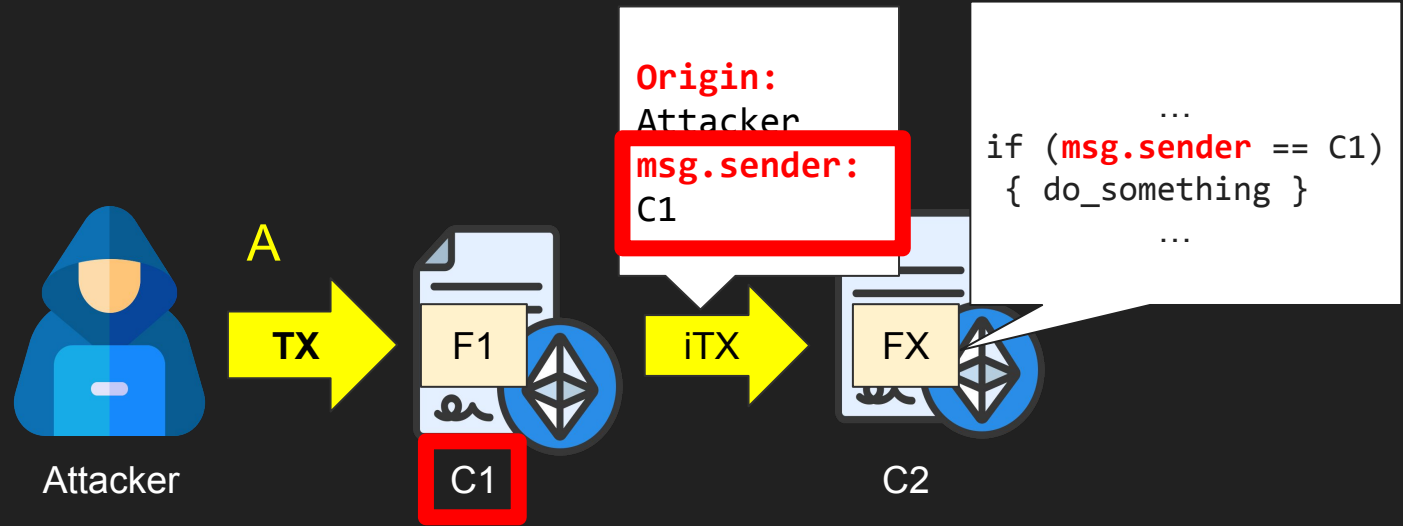 Origin:
Attacker
msg.sender:
C1
...
if (msg.sender == C1)
{ do_something }
...
A
TX
F1
iTX
FX
Attacker
C1
C2